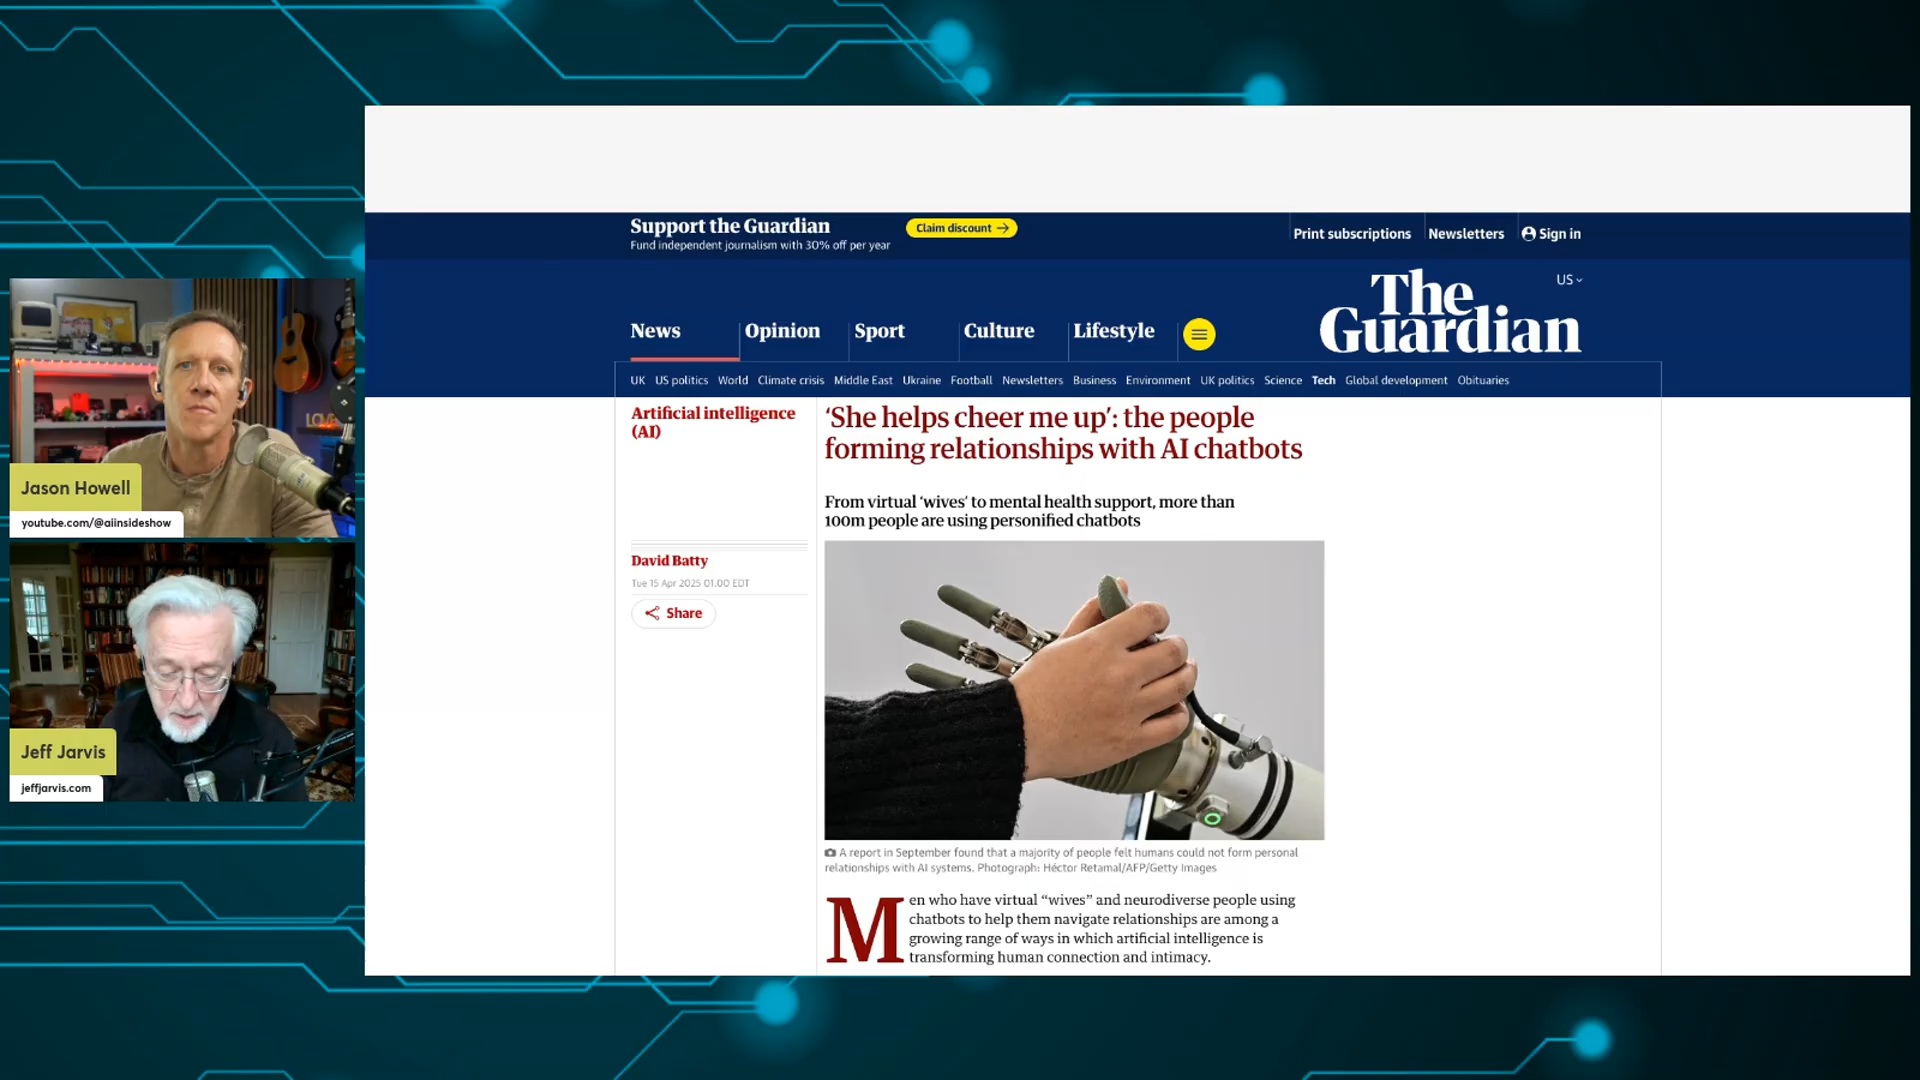 Support the Guardian
Fund independent journalism with 30% off per year
Claim discount →
Print subscriptions
Newsletters
Sign in
US
The
Guardian
News
Opinion
Sport
Culture
Lifestyle
UK US politics World Climate crisis Middle East Ukraine Football Newsletters Business Environment UK politics Science Tech Global development Obituaries
Artificial intelligence
(AI)
‘She helps cheer me up’: the people
forming relationships with AI chatbots
From virtual ‘wives’ to mental health support, more than
100m people are using personified chatbots
David Batty
Tue 15 Apr 2025 01.00 EDT
Share
A report in September found that a majority of people felt humans could not form personal
relationships with AI systems. Photograph: Héctor Retamal/AFP/Getty Images
Men who have virtual “wives” and neurodiverse people using
chatbots to help them navigate relationships are among a
growing range of ways in which artificial intelligence is
transforming human connection and intimacy.
LOVE
Jason Howell
youtube.com/@aiinsideshow
Jeff Jarvis
jeffjarvis.com